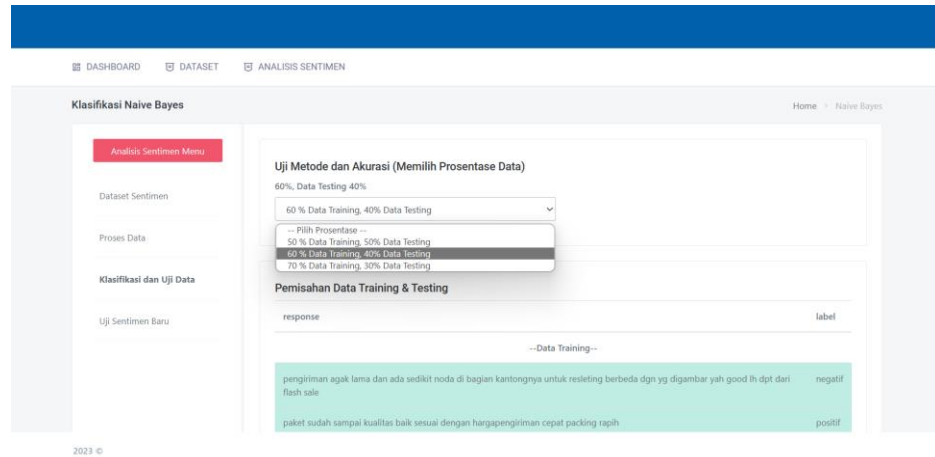 DASHBOARD DATASET ANALISIS SENTIMEN
Klasifikasi Naive Bayes
Home > Naive Bayes
Analisis Sentimen Menu
Dataset Sentimen
Proses Data
Klasifikasi dan Uji Data
Uji Sentimen Baru
Uji Metode dan Akurasi (Memilih Prosentase Data)
60%, Data Testing 40%
60 % Data Training, 40% Data Testing
-- Pilih Prosentase --
50 % Data Training, 50% Data Testing
60 % Data Training, 40% Data Testing
70 % Data Training, 30% Data Testing
Pemisahan Data Training & Testing
response label
--Data Training--
pengiriman agak lama dan ada sedikit noda di bagian kantongnya untuk resleting berbeda dgn yg digambar yah good lh dpt dari negatif
flash sale
paket sudah sampai kualitas baik sesuai dengan hargapengiriman cepat packing rapih positif
2023 ©